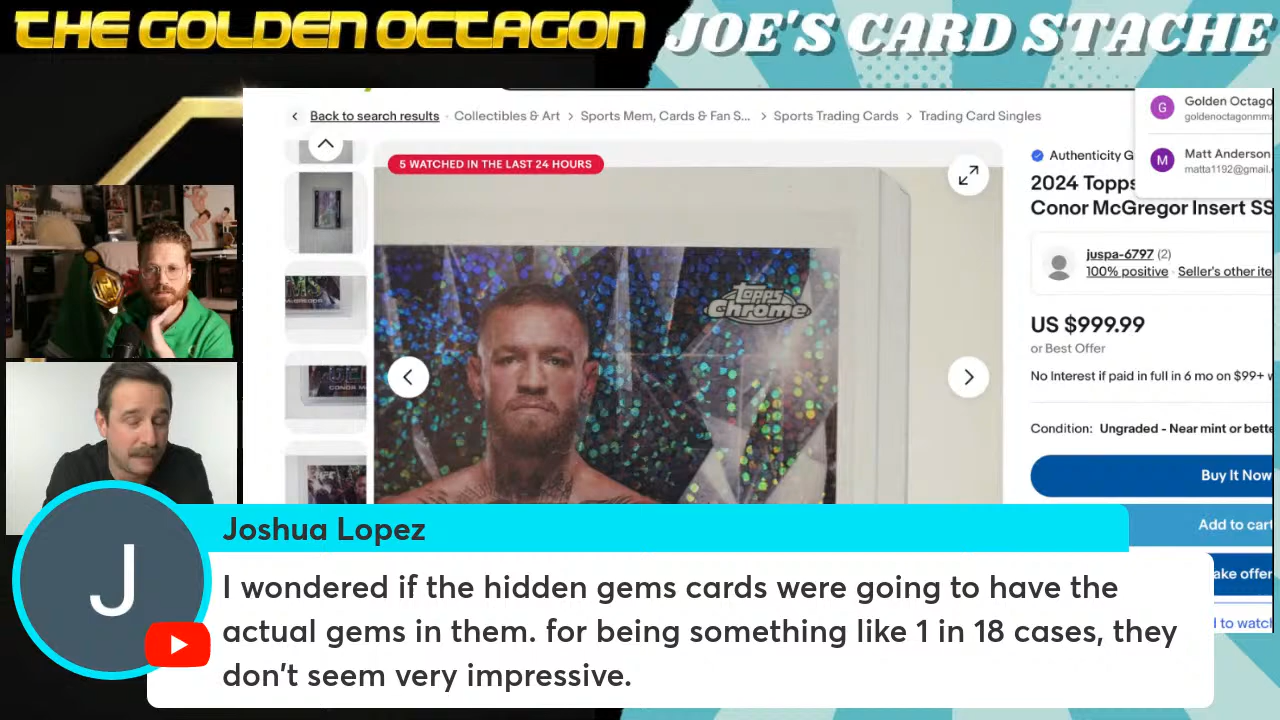 THE GOLDEN OCTAGON
JOE'S CARD STACHE
Back to search results
Collectibles & Art > Sports Mem, Cards & Fan S... > Sports Trading Cards > Trading Card Singles
G Golden Octago
goldenoctagonmm
M Matt Anderson
matta1192@gmail.
5 WATCHED IN THE LAST 24 HOURS
Authenticity G
2024 Topps
Conor McGregor Insert SS
juspa-6797 (2)
100% positive · Seller's other ite
US $999.99
or Best Offer
No Interest if paid in full in 6 mo on $99+
Condition: Ungraded - Near mint or bette
Buy It Now
Add to cart
ake offer
d to watch
Topps
Chrome
J
Joshua Lopez
I wondered if the hidden gems cards were going to have the
actual gems in them. for being something like 1 in 18 cases, they
don't seem very impressive.